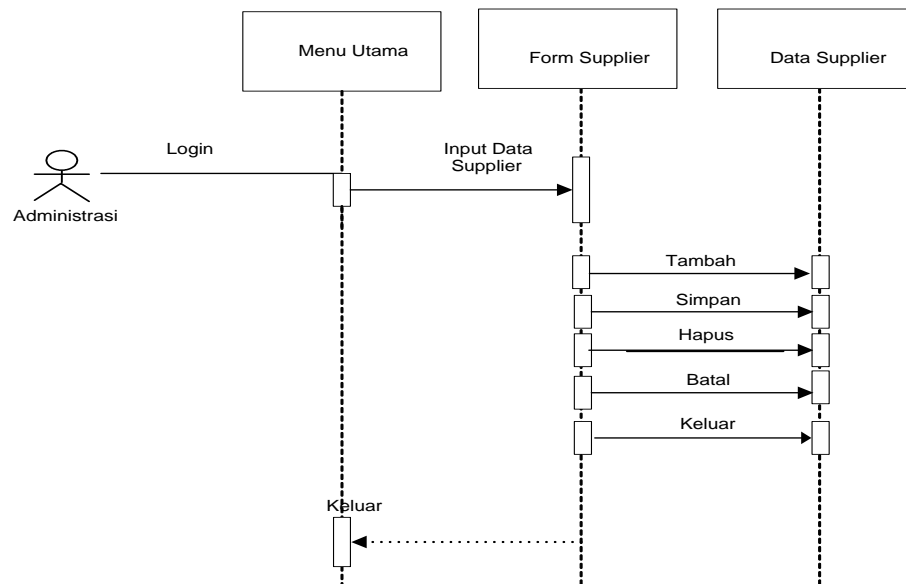 Menu Utama
Form Supplier
Data Supplier
Login
Input Data
Supplier
Administrasi
Tambah
Simpan
Hapus
Batal
Keluar
Keluar